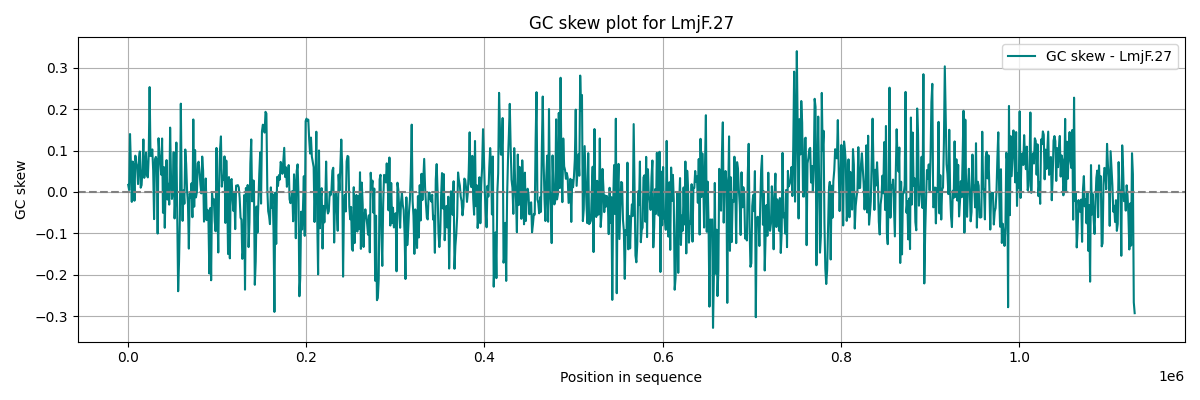 GC skew plot for LmjF.27
GC skew - LmjF.27
GC skew
0.3
0.2
0.1
0.0
−0.1
−0.2
−0.3
0.0 0.2 0.4 0.6 0.8 1.0
1e6
Position in sequence